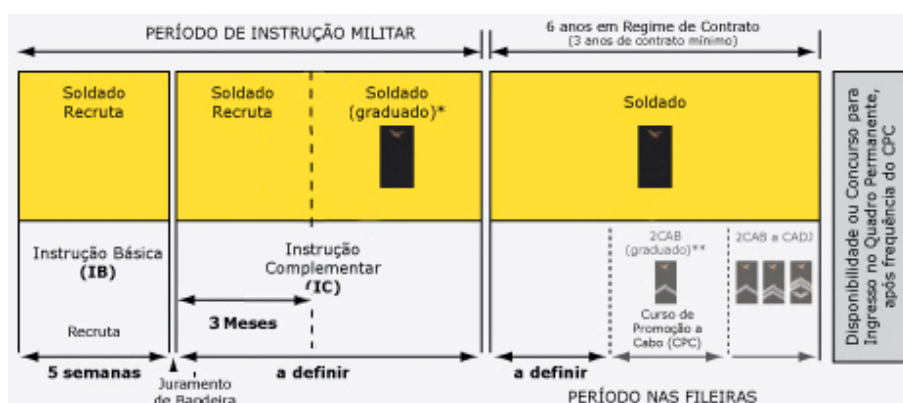 PERÍODO DE INSTRUÇÃO MILITAR
6 anos em Regime de Contrato
(3 anos de contrato mínimo)
Soldado
Recruta
Soldado
Recruta
Soldado
(graduado)*
Soldado
Instrução Básica
(IB)
Recruta
Instrução
Complementar
(IC)
3 Meses
2CAB
(graduado)**
2CAB a CADJ
Curso de
Promoção a
Cabo (CPC)
5 semanas
Juramento
de Bandeira
a definir
a definir
PERÍODO NAS FILEIRAS
Disponibilidade ou Concurso para
Ingresso no Quadro Permanente,
após frequência do CPC